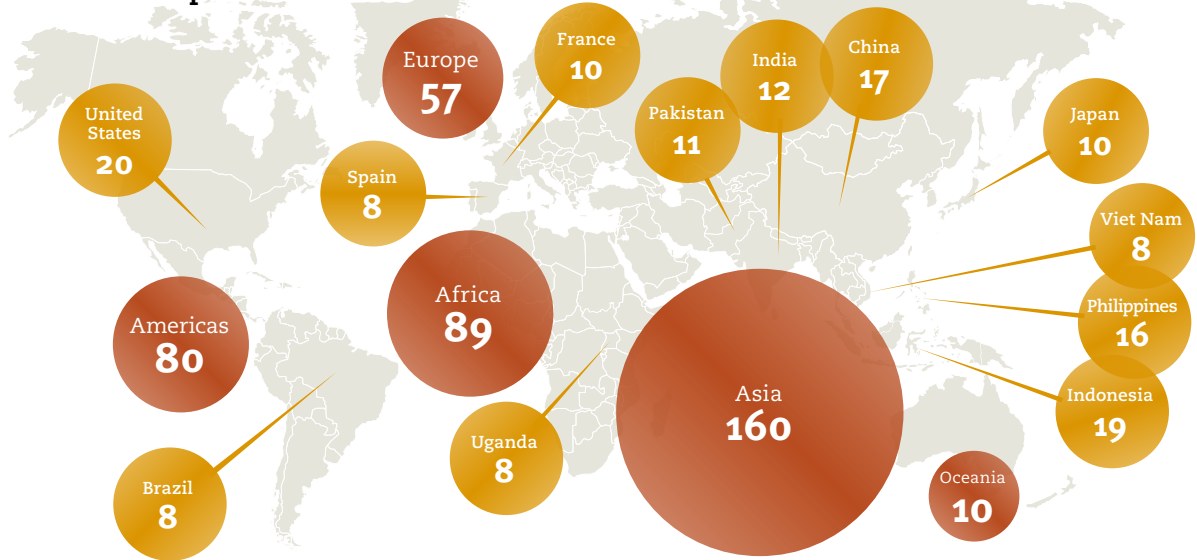 Europe
57
France
10
India
12
China
17
United
States
20
Pakistan
11
Japan
10
Spain
8
Viet Nam
8
Africa
89
Americas
80
Philippines
16
Asia
160
Indonesia
19
Uganda
8
Brazil
8
Oceania
10